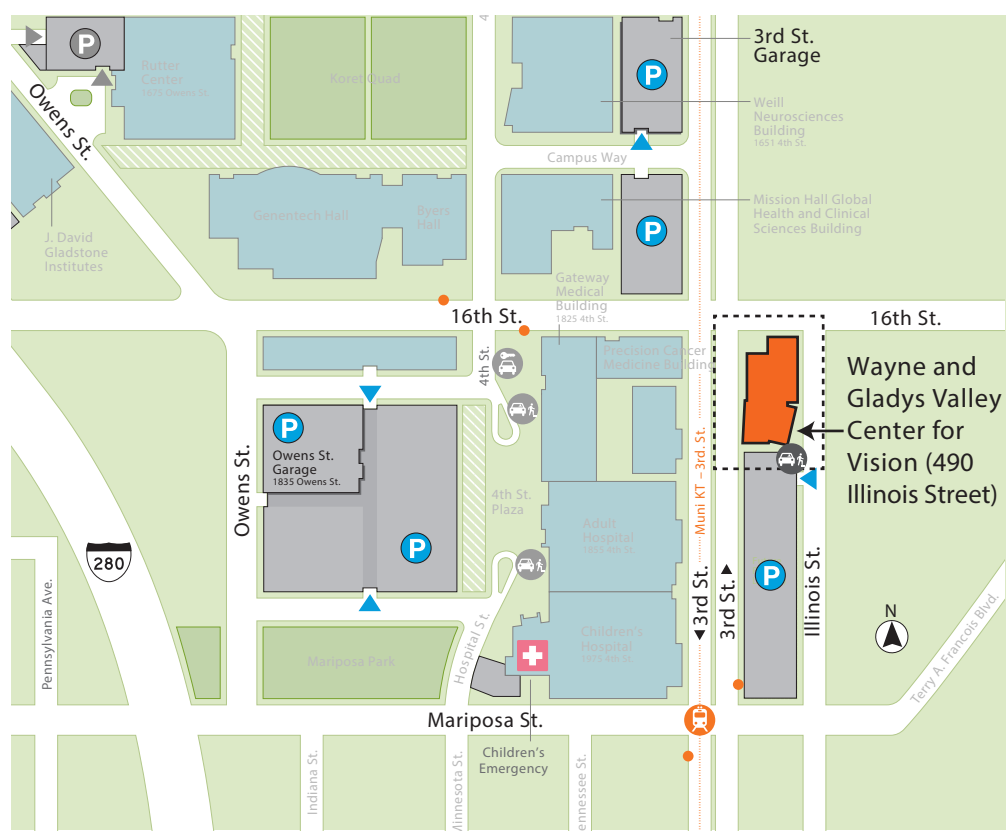 4
P
3rd St.
Garage
Rutter
Center
1675 Owens St.
Koret Quad
P
Weill
Neurosciences
Building
1651 4th St.
Owens St.
Campus Way
Genentech Hall
Byers
Hall
P
Mission Hall Global
Health and Clinical
Sciences Building
J. David
Gladstone
Institutes
Gateway
Medical
Building
1825 4th St.
16th St.
16th St.
4th St.
Precision Cancer
Medicine Building
Wayne and
Gladys Valley
Center for
Vision (490
Illinois Street)
P
Owens St.
Garage
1835 Owens St.
Owens St.
4th St.
Plaza
Muni KT – 3rd. St.
Adult
Hospital
1855 4th St.
P
280
P
3rd St.
3rd St.
Illinois St.
Pennsylvania Ave.
N
Hospital St.
Children's
Hospital
1975 4th St.
Mariposa Park
Terry A. Francois Blvd.
Mariposa St.
Children's
Emergency
Indiana St.
Minnesota St.
ennessee St.